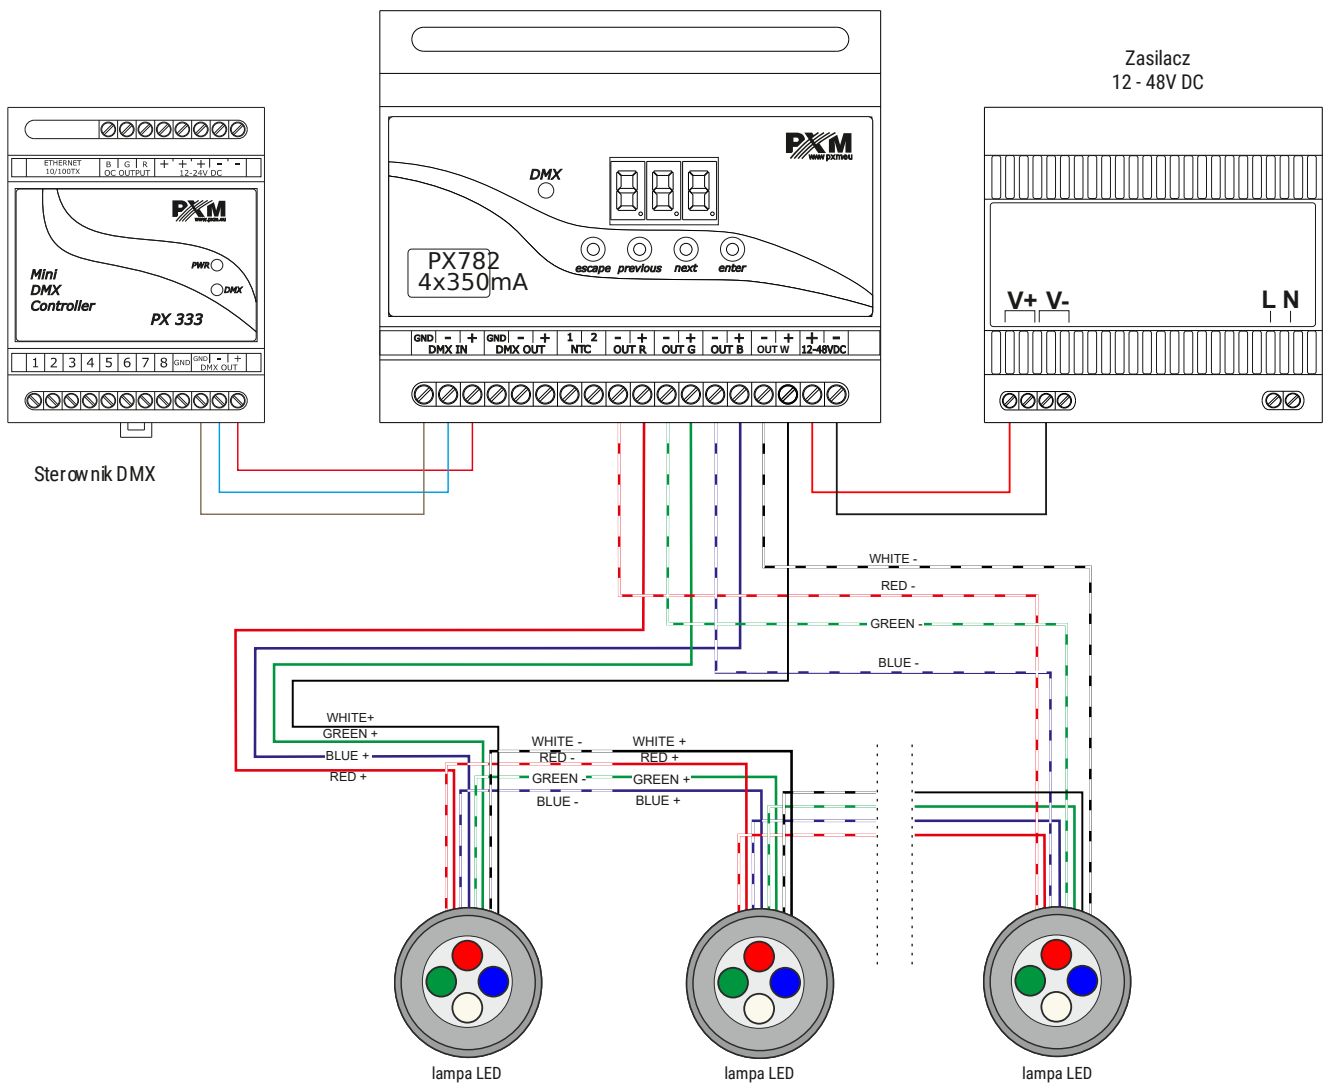 Zasilacz
12 - 48V DC
ETHERNET
10/100TX
B G R + + + - -
OC OUTPUT 12-24V DC
PXM
www.pxm.eu
PWR
DMX
Mini
DMX
Controller
PX 333
1 2 3 4 5 6 7 8 GND GND - +
DMX OUT
Sterownik DMX
PXM
www.pxm.eu
DMX
escape previous next enter
PX782
4x350mA
GND - + GND - + 1 2 - + - + - + - + + -
DMX IN DMX OUT NTC OUT R OUT G OUT B OUT W 12-48VDC
V+ V- L N
WHITE -
RED -
GREEN -
BLUE -
WHITE+
GREEN +
BLUE +
RED +
WHITE - WHITE +
RED - RED +
GREEN - GREEN +
BLUE - BLUE +
lampa LED
lampa LED
lampa LED